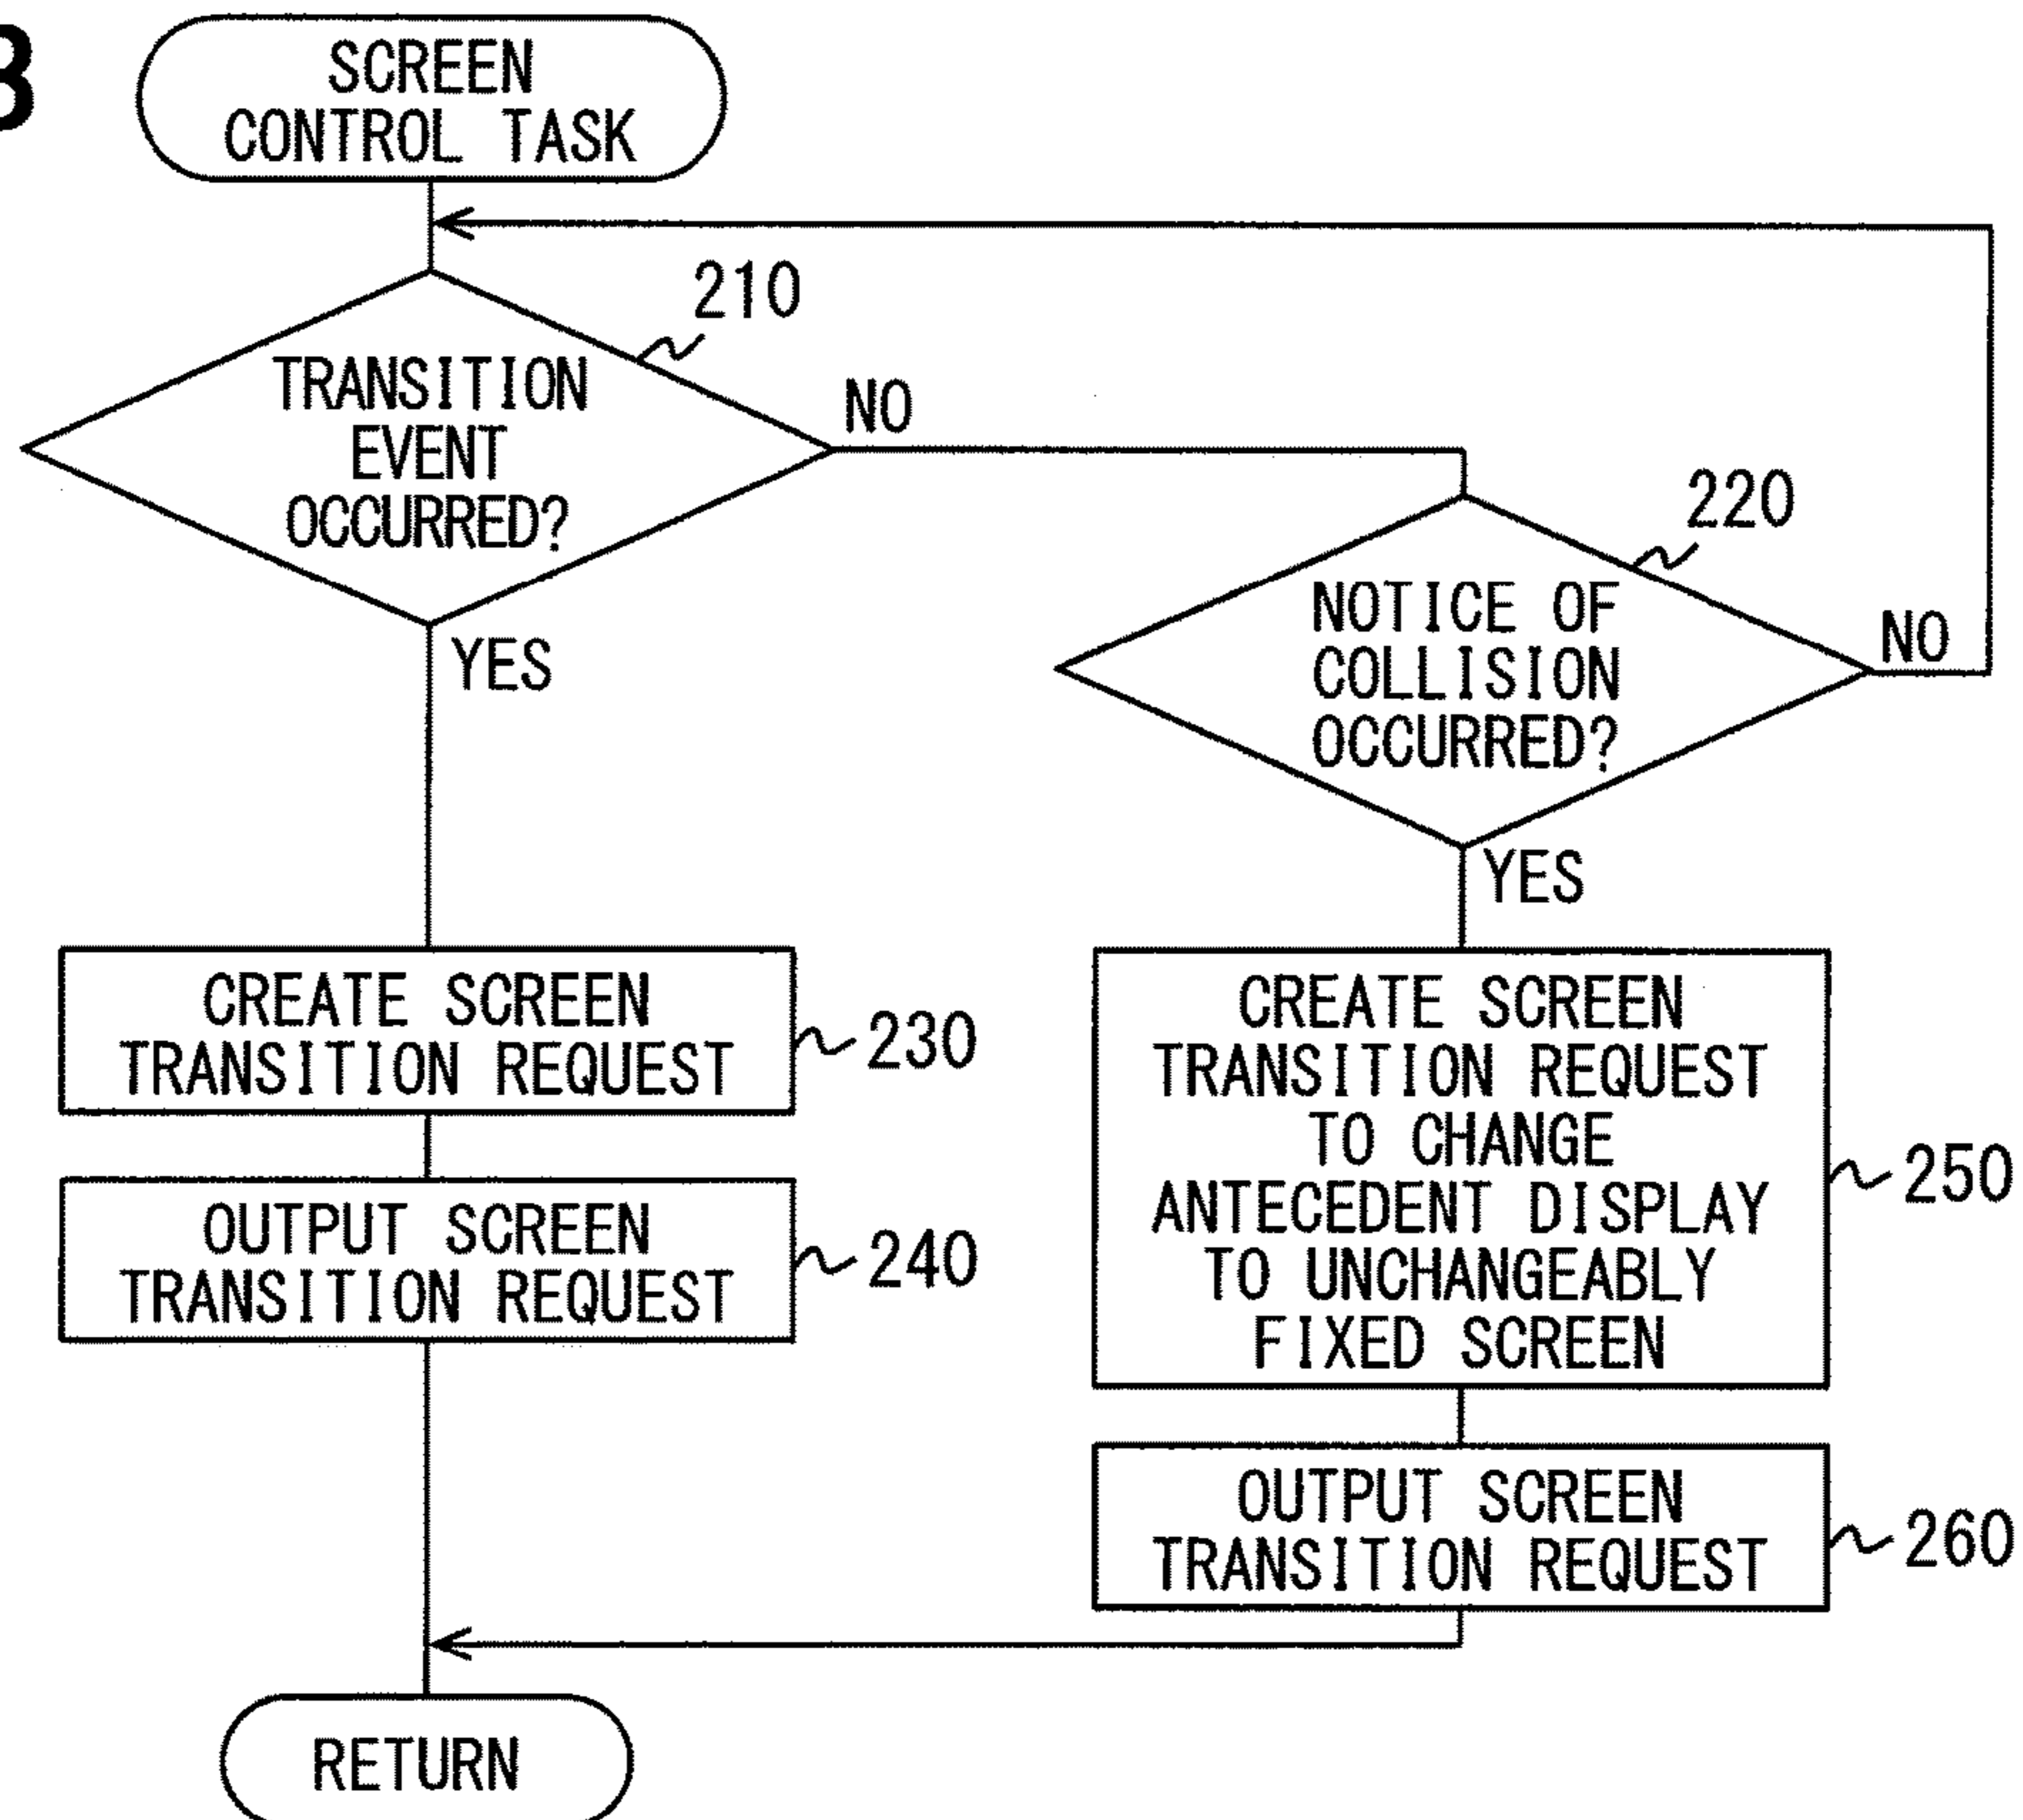 SCREEN
CONTROL TASK
210
TRANSITION
EVENT
OCCURRED?
NO
YES
220
NOTICE OF
COLLISION
OCCURRED?
NO
YES
CREATE SCREEN
TRANSITION REQUEST
230
OUTPUT SCREEN
TRANSITION REQUEST
240
CREATE SCREEN
TRANSITION REQUEST
TO CHANGE
ANTECEDENT DISPLAY
TO UNCHANGEABLY
FIXED SCREEN
250
OUTPUT SCREEN
TRANSITION REQUEST
260
RETURN